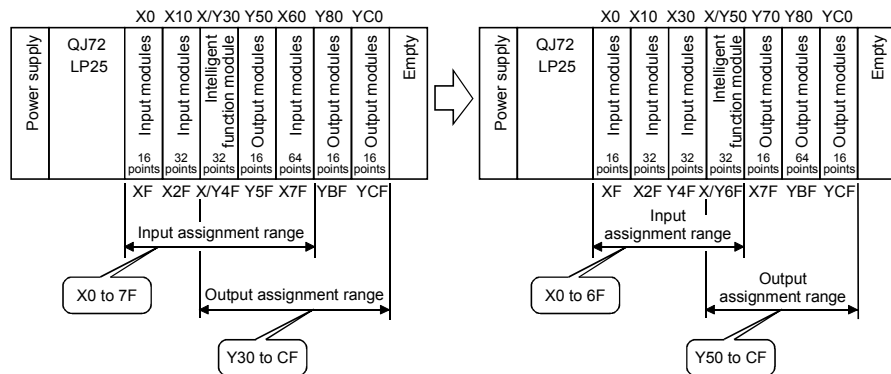 X0 X10 X/Y30 Y50 X60 Y80 YC0
Power supply
QJ72
LP25
Input modules
16
points
Input modules
32
points
Intelligent
function module
32
points
Output modules
16
points
Input modules
64
points
Output modules
16
points
Output modules
16
points
Empty
XF X2F X/Y4F Y5F X7F YBF YCF
Input assignment range
X0 to 7F
Output assignment range
Y30 to CF
X0 X10 X30 X/Y50 Y70 Y80 YC0
Power supply
QJ72
LP25
Input modules
16
points
Input modules
32
points
Input modules
32
points
Intelligent
function module
32
points
Output modules
16
points
Output modules
64
points
Output modules
16
points
Empty
XF X2F Y4F X/Y6F X7F YBF YCF
Input
assignment range
X0 to 6F
Output
assignment range
Y50 to CF